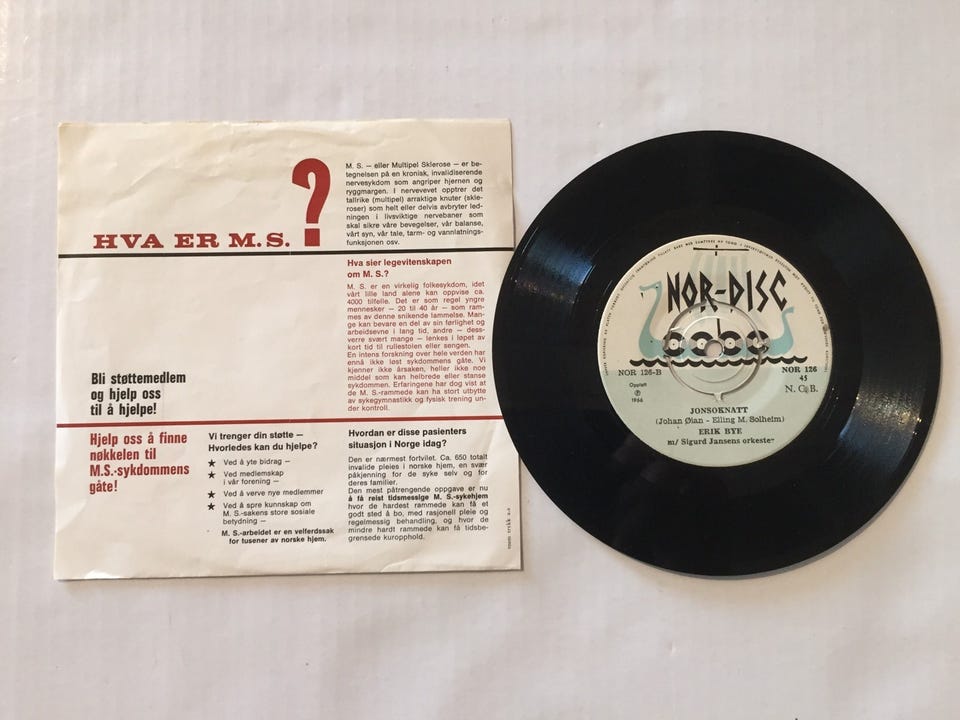 HVA ER M.S. ?
M. S. — eller Multipel Sklerose — er be-
tegnelsen på en kronisk, invalidiserende
nervesykdom som angriper hjernen og
ryggmargen. I nervevevet opptrer det
tallrike (multipel) arraktige knuter (skle-
roser) som helt eller delvis avbryter led-
ningen i livsviktige nervebaner som
skal sikre våre bevegelser, vår balanse,
vårt syn, vår tale, tarm- og vannlatnings-
funksjonen osv.
Hva sier legevitenskapen
om M. S.?
M. S. er en virkelig folkesykdom, idet
vårt lille land alene kan oppvise ca.
4000 tilfelle. Det er som regel yngre
mennesker — 20 til 40 år — som ram-
mes av denne snikende lammelse. Man-
ge kan bevare en del av sin førlighet og
arbeidsevne i lang tid, andre — dess-
verre svært mange — lenkes i løpet av
kort tid til rullestolen eller sengen.
En intens forskning over hele verden har
ennå ikke løst sykdommens gåte. Vi
kjenner ikke årsaken, heller ikke noe
middel som kan helbrede eller stanse
sykdommen. Erfaringene har dog vist at
de M. S.-rammede kan ha stort utbytte
av sykegymnastikk og fysisk trening un-
der kontroll.
Bli støttemedlem
og hjelp oss
til å hjelpe!
Hjelp oss å finne
nøkkelen til
M.S.-sykdommens
gåte!
Vi trenger din støtte —
Hvorledes kan du hjelpe?
★ Ved å yte bidrag —
★ Ved medlemskap
i vår forening —
★ Ved å verve nye medlemmer
★ Ved å spre kunnskap om
M. S.-sakens store sosiale
betydning —
M. S.-arbeidet er en velferdssak
for tusener av norske hjem.
Hvordan er disse pasienters
situasjon i Norge idag?
Den er nærmest fortvilet. Ca. 650 totalt
invalide pleies i norske hjem, en svær
påkjenning for de syke selv og for
deres familier.
Den mest påtrengende oppgave er nu
å få reist tidsmessige M. S.-sykehjem
hvor de hardest rammede kan få et
godt sted å bo, med rasjonell pleie og
regelmessig behandling, og hvor de
mindre hardt rammede kan få tidsbe-
grensede kuropphold.
NOR-DISC
NOR 126-B
NOR 126
45
Opptatt
℗
1966
N. C. B.
JONSOKNATT
(Johan Øian - Elling M. Solheim)
ERIK BYE
m/ Sigurd Jansens orkester